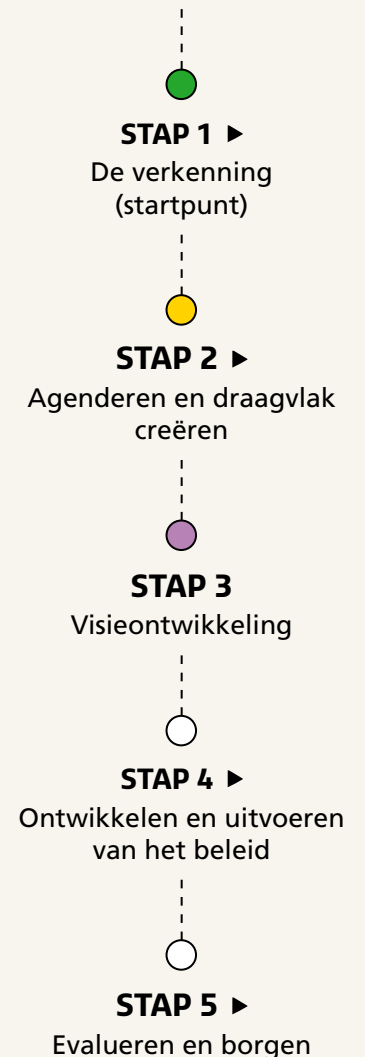 STAP 1 ▶
De verkenning
(startpunt)
STAP 2 ▶
Agenderen en draagvlak
creëren
STAP 3
Visieontwikkeling
STAP 4 ▶
Ontwikkelen en uitvoeren
van het beleid
STAP 5 ▶
Evalueren en borgen